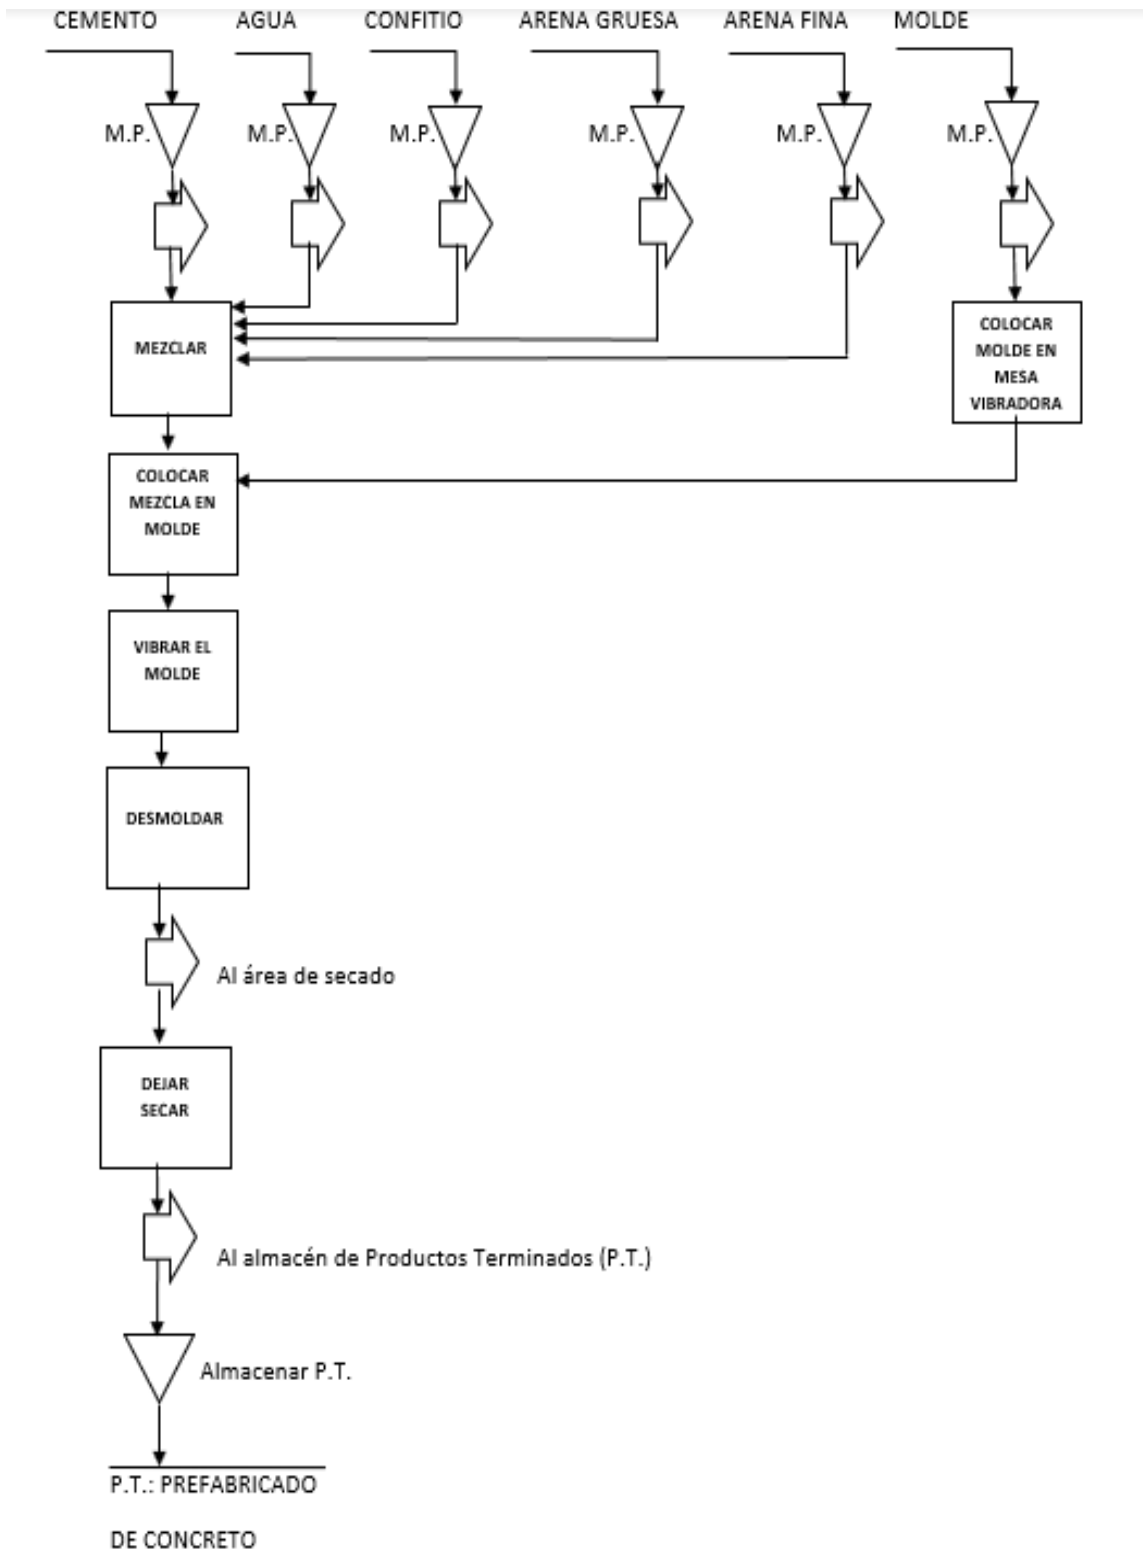 CEMENTO
AGUA
CONFITIO
ARENA GRUESA
ARENA FINA
MOLDE
M.P.
M.P.
M.P.
M.P.
M.P.
M.P.
MEZCLAR
COLOCAR
MOLDE EN
MESA
VIBRADORA
COLOCAR
MEZCLA EN
MOLDE
VIBRAR EL
MOLDE
DESMOLDAR
Al área de secado
DEJAR
SECAR
Al almacén de Productos Terminados (P.T.)
Almacenar P.T.
P.T.: PREFABRICADO
DE CONCRETO